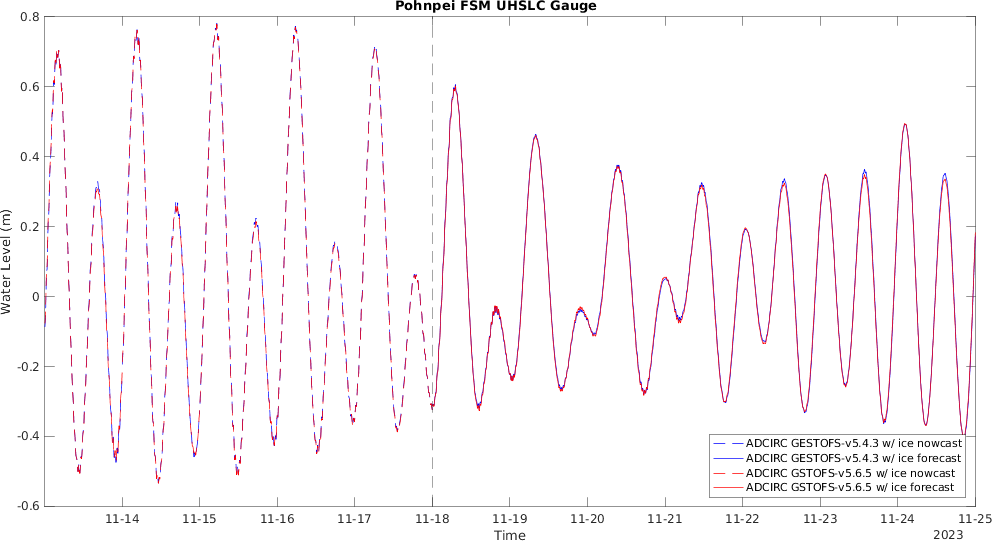 Pohnpei FSM UHSLC Gauge
0.8
0.6
0.4
0.2
0
-0.2
-0.4
-0.6
Water Level (m)
ADCIRC GESTOFS-v5.4.3 w/ ice nowcast
ADCIRC GESTOFS-v5.4.3 w/ ice forecast
ADCIRC GSTOFS-v5.6.5 w/ ice nowcast
ADCIRC GSTOFS-v5.6.5 w/ ice forecast
11-14 11-15 11-16 11-17 11-18 11-19 11-20 11-21 11-22 11-23 11-24 11-25
Time
2023